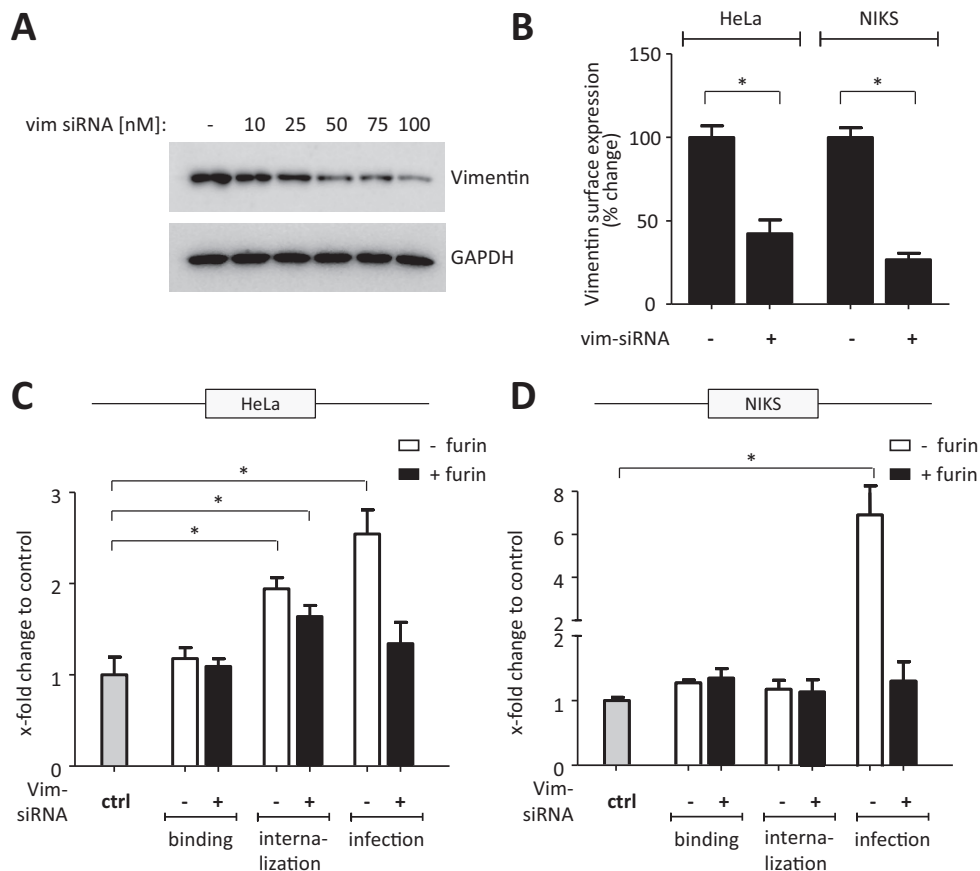 A
vim siRNA [nM]: - 10 25 50 75 100
Vimentin
GAPDH
B
HeLa NIKS
Vimentin surface expression
(% change)
150
100
50
0
* *
vim-siRNA - + - +
C
HeLa
- furin
+ furin
*
*
*
x-fold change to control
3
2
1
0
Vim-
siRNA
ctrl - + - + - +
binding interna-
lization infection
D
NIKS
- furin
+ furin
*
x-fold change to control
8
6
4
2
2
1
0
Vim-
siRNA
ctrl - + - + - +
binding interna-
lization infection